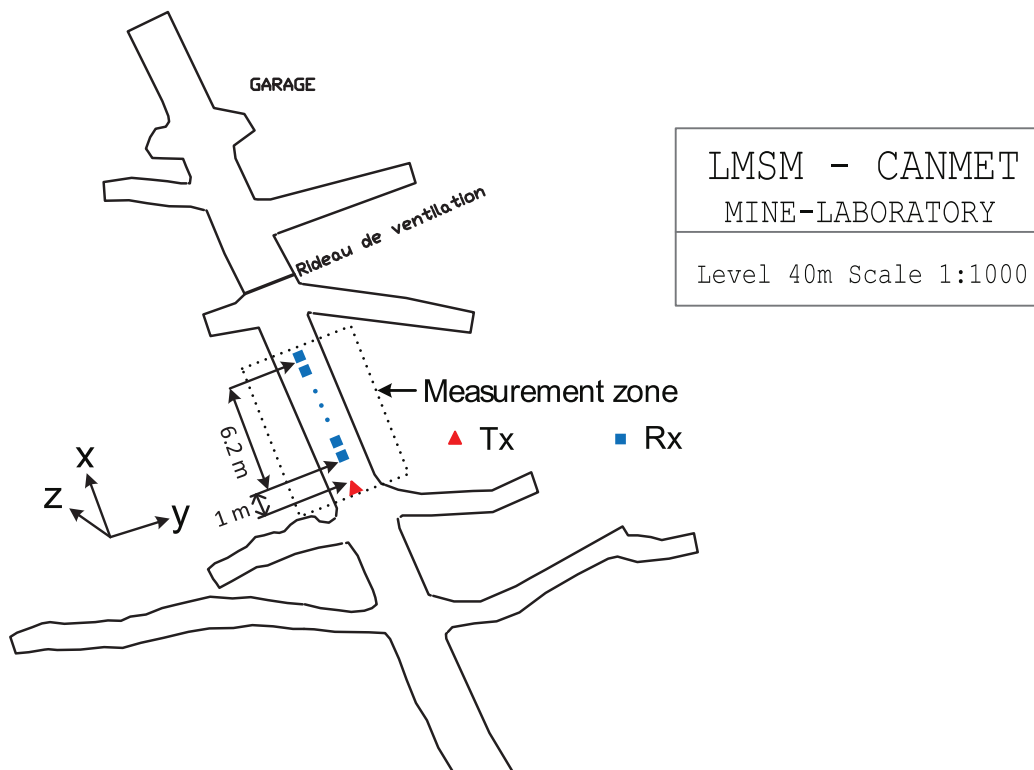 GARAGE
Rideau de ventilation
LMSM - CANMET
MINE-LABORATORY
Level 40m Scale 1:1000
Measurement zone
Tx
Rx
6.2 m
1 m
x
z
y